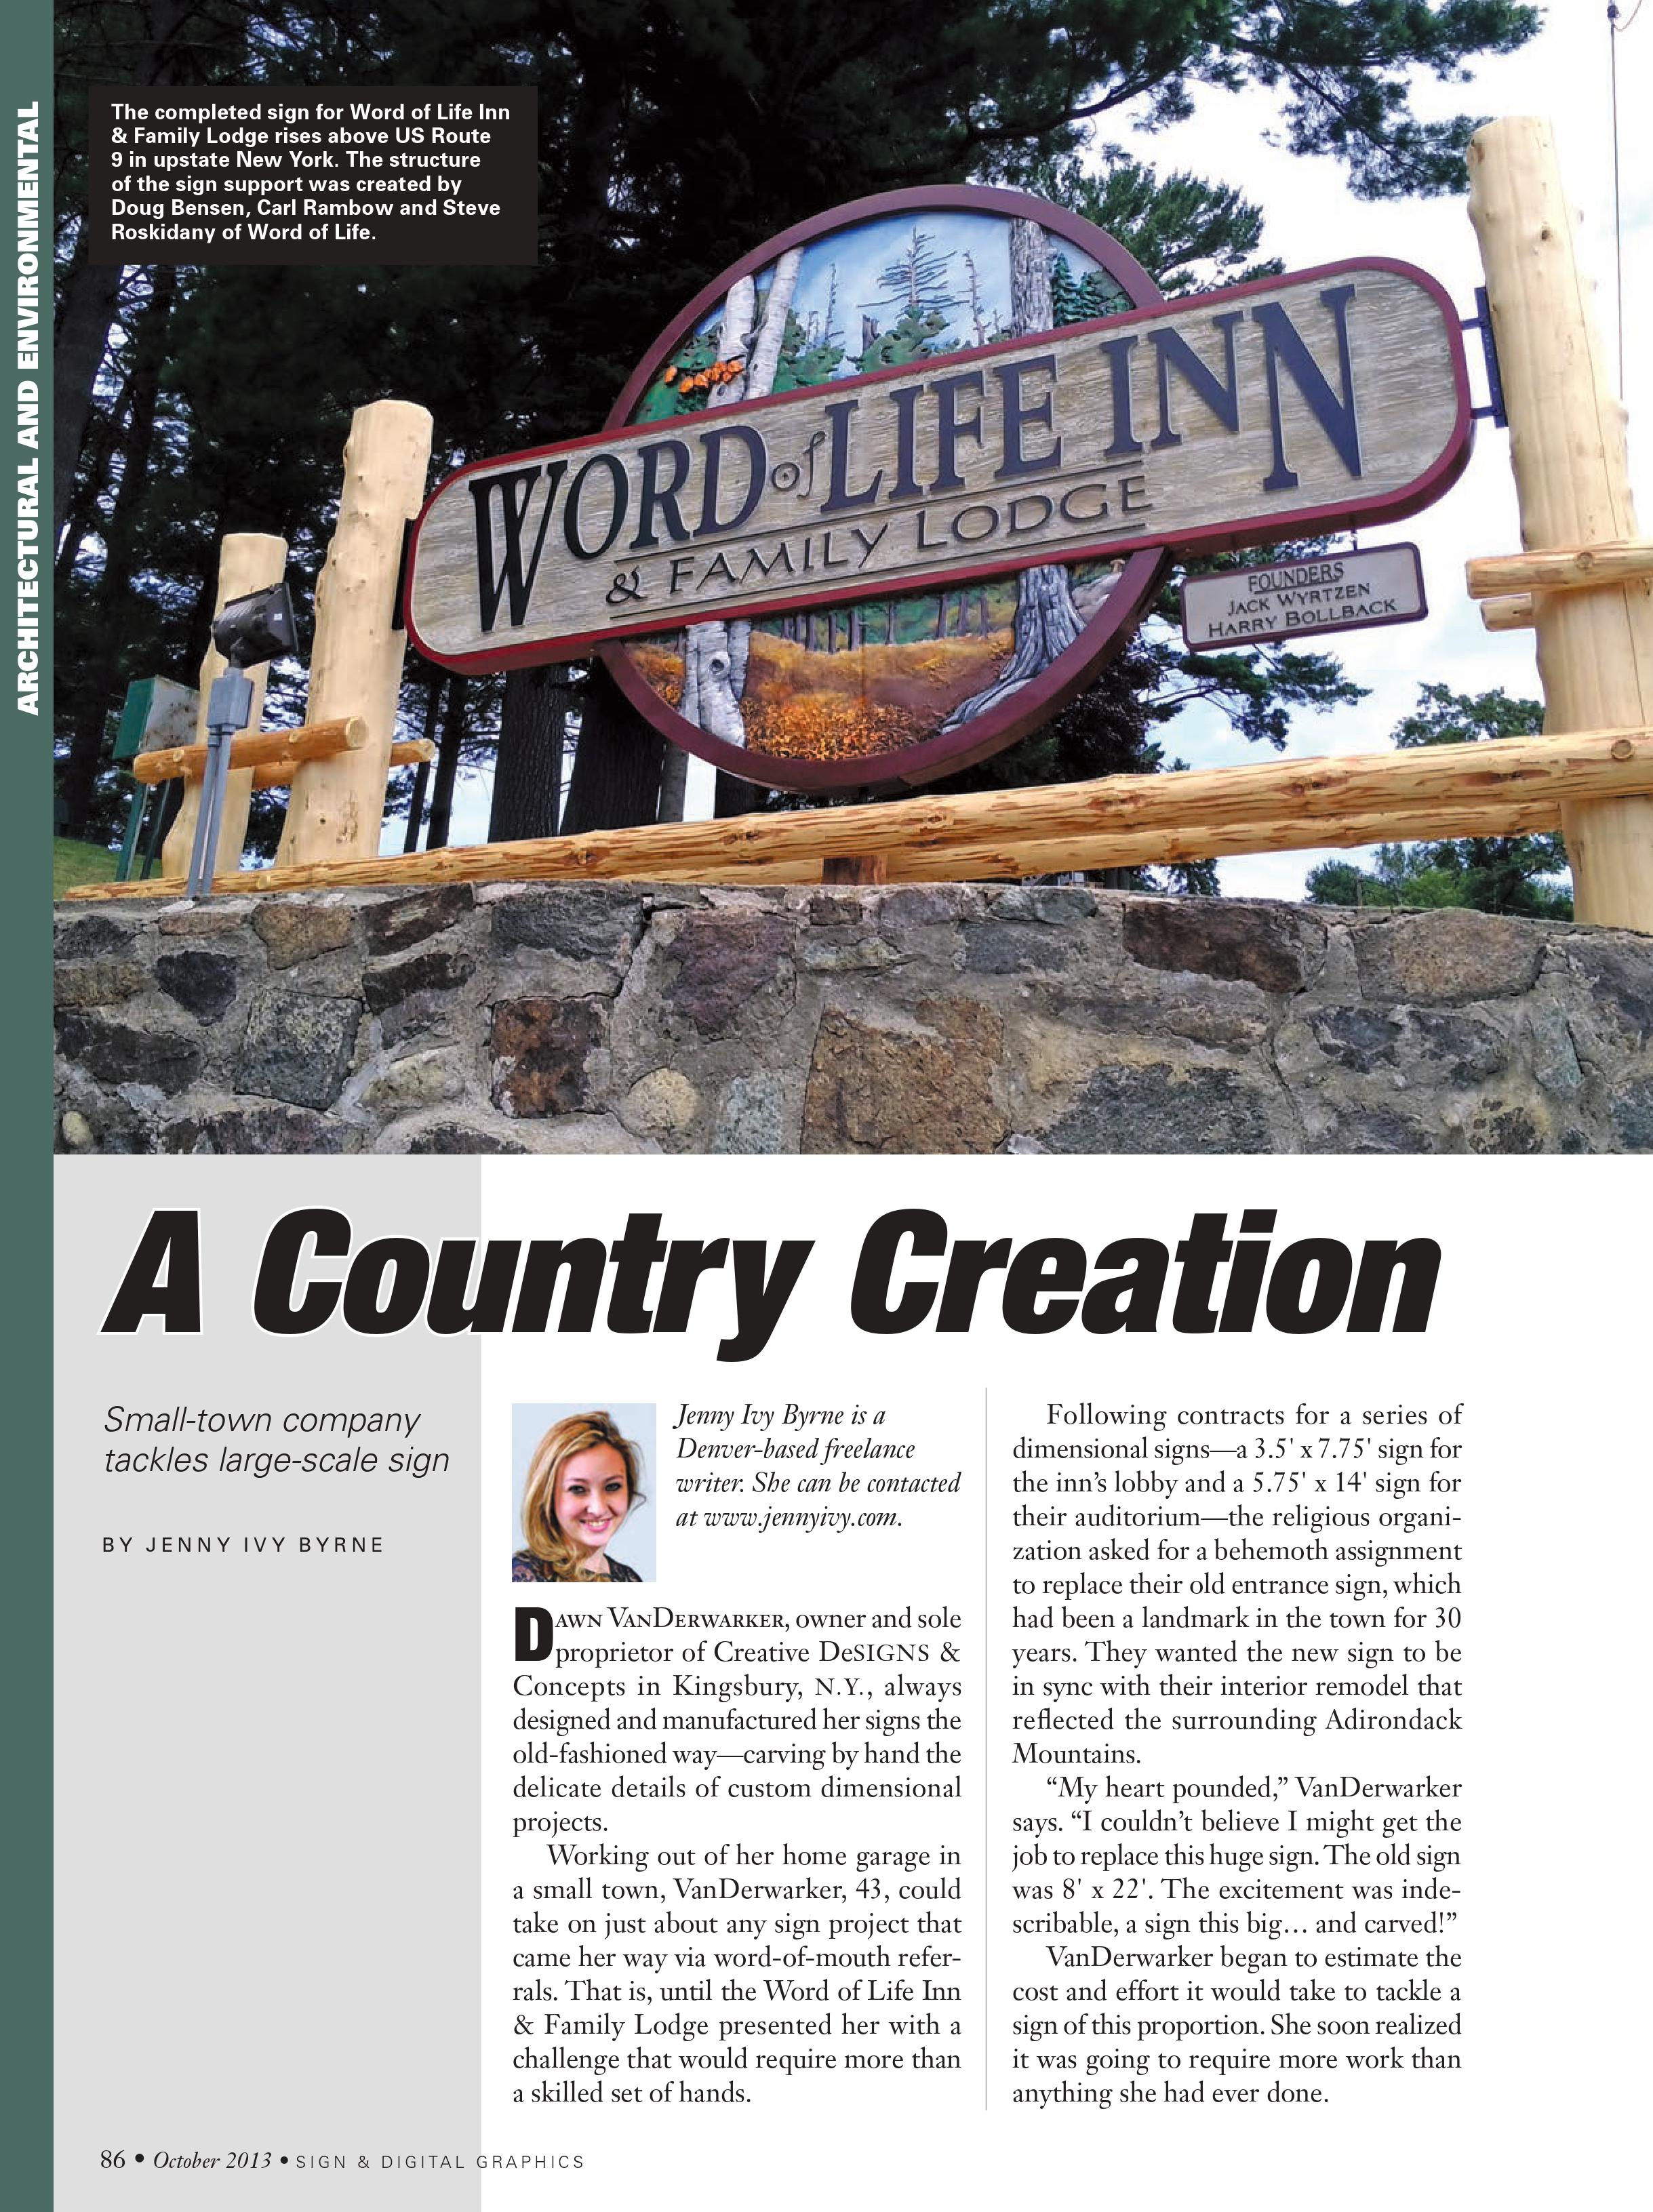 ARCHITECTURAL AND ENVIRONMENTAL
The completed sign for Word of Life Inn
& Family Lodge rises above US Route
9 in upstate New York. The structure
of the sign support was created by
Doug Bensen, Carl Rambow and Steve
Roskidany of Word of Life.
WORD of LIFE INN
& FAMILY LODGE
FOUNDERS
JACK WYRTZEN
HARRY BOLLBACK
A Country Creation
Small-town company
tackles large-scale sign
BY JENNY IVY BYRNE
Jenny Ivy Byrne is a
Denver-based freelance
writer. She can be contacted
at www.jennyivy.com.
DAWN VANDERWARKER, owner and sole
proprietor of Creative DeSIGNS &
Concepts in Kingsbury, N.Y., always
designed and manufactured her signs the
old-fashioned way—carving by hand the
delicate details of custom dimensional
projects.
Working out of her home garage in
a small town, VanDerwarker, 43, could
take on just about any sign project that
came her way via word-of-mouth refer-
rals. That is, until the Word of Life Inn
& Family Lodge presented her with a
challenge that would require more than
a skilled set of hands.
Following contracts for a series of
dimensional signs—a 3.5' x 7.75' sign for
the inn’s lobby and a 5.75' x 14' sign for
their auditorium—the religious organi-
zation asked for a behemoth assignment
to replace their old entrance sign, which
had been a landmark in the town for 30
years. They wanted the new sign to be
in sync with their interior remodel that
reflected the surrounding Adirondack
Mountains.
“My heart pounded,” VanDerwarker
says. “I couldn’t believe I might get the
job to replace this huge sign. The old sign
was 8' x 22'. The excitement was inde-
scribable, a sign this big… and carved!”
VanDerwarker began to estimate the
cost and effort it would take to tackle a
sign of this proportion. She soon realized
it was going to require more work than
anything she had ever done.
86 • October 2013 • SIGN & DIGITAL GRAPHICS